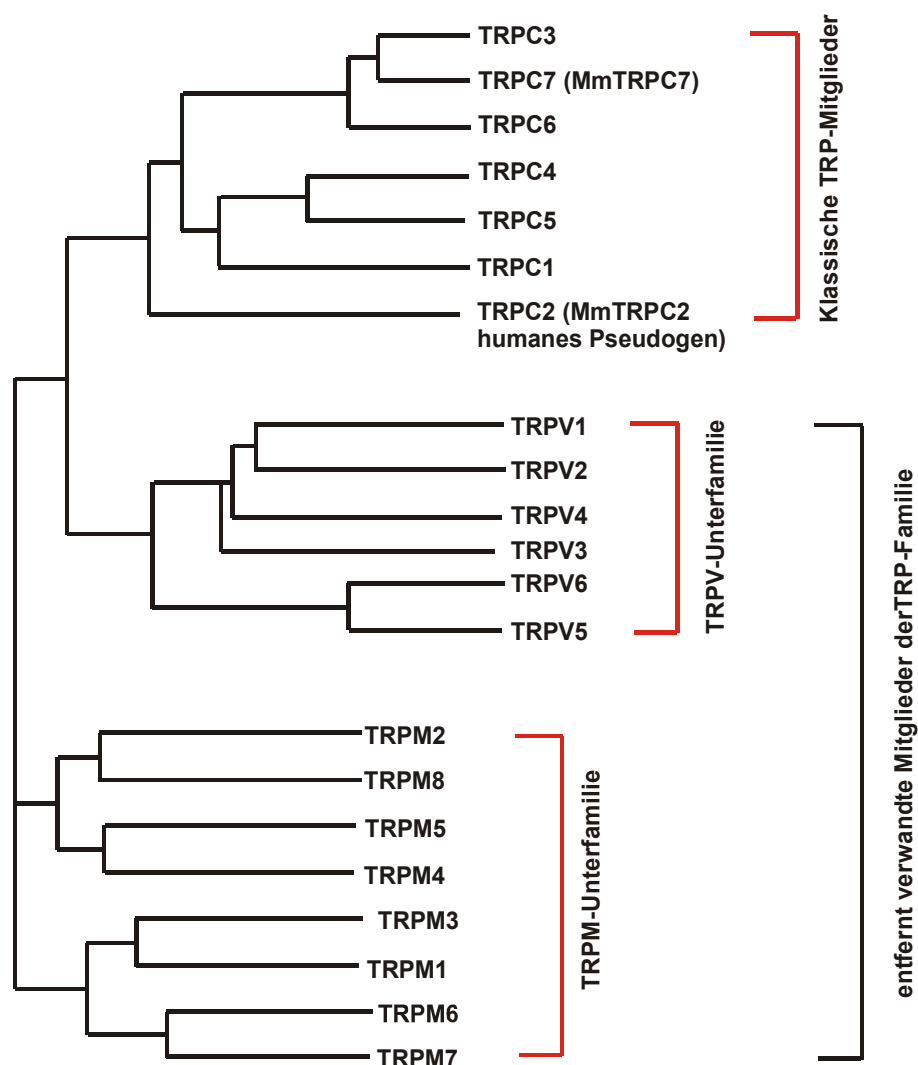 TRPC3
TRPC7 (MmTRPC7)
TRPC6
TRPC4
TRPC5
TRPC1
TRPC2 (MmTRPC2
humanes Pseudogen)
Klassische TRP-Mitglieder
TRPV1
TRPV2
TRPV4
TRPV3
TRPV6
TRPV5
TRPV-Unterfamilie
TRPM2
TRPM8
TRPM5
TRPM4
TRPM3
TRPM1
TRPM6
TRPM7
TRPM-Unterfamilie
entfernt verwandte Mitglieder derTRP-Familie